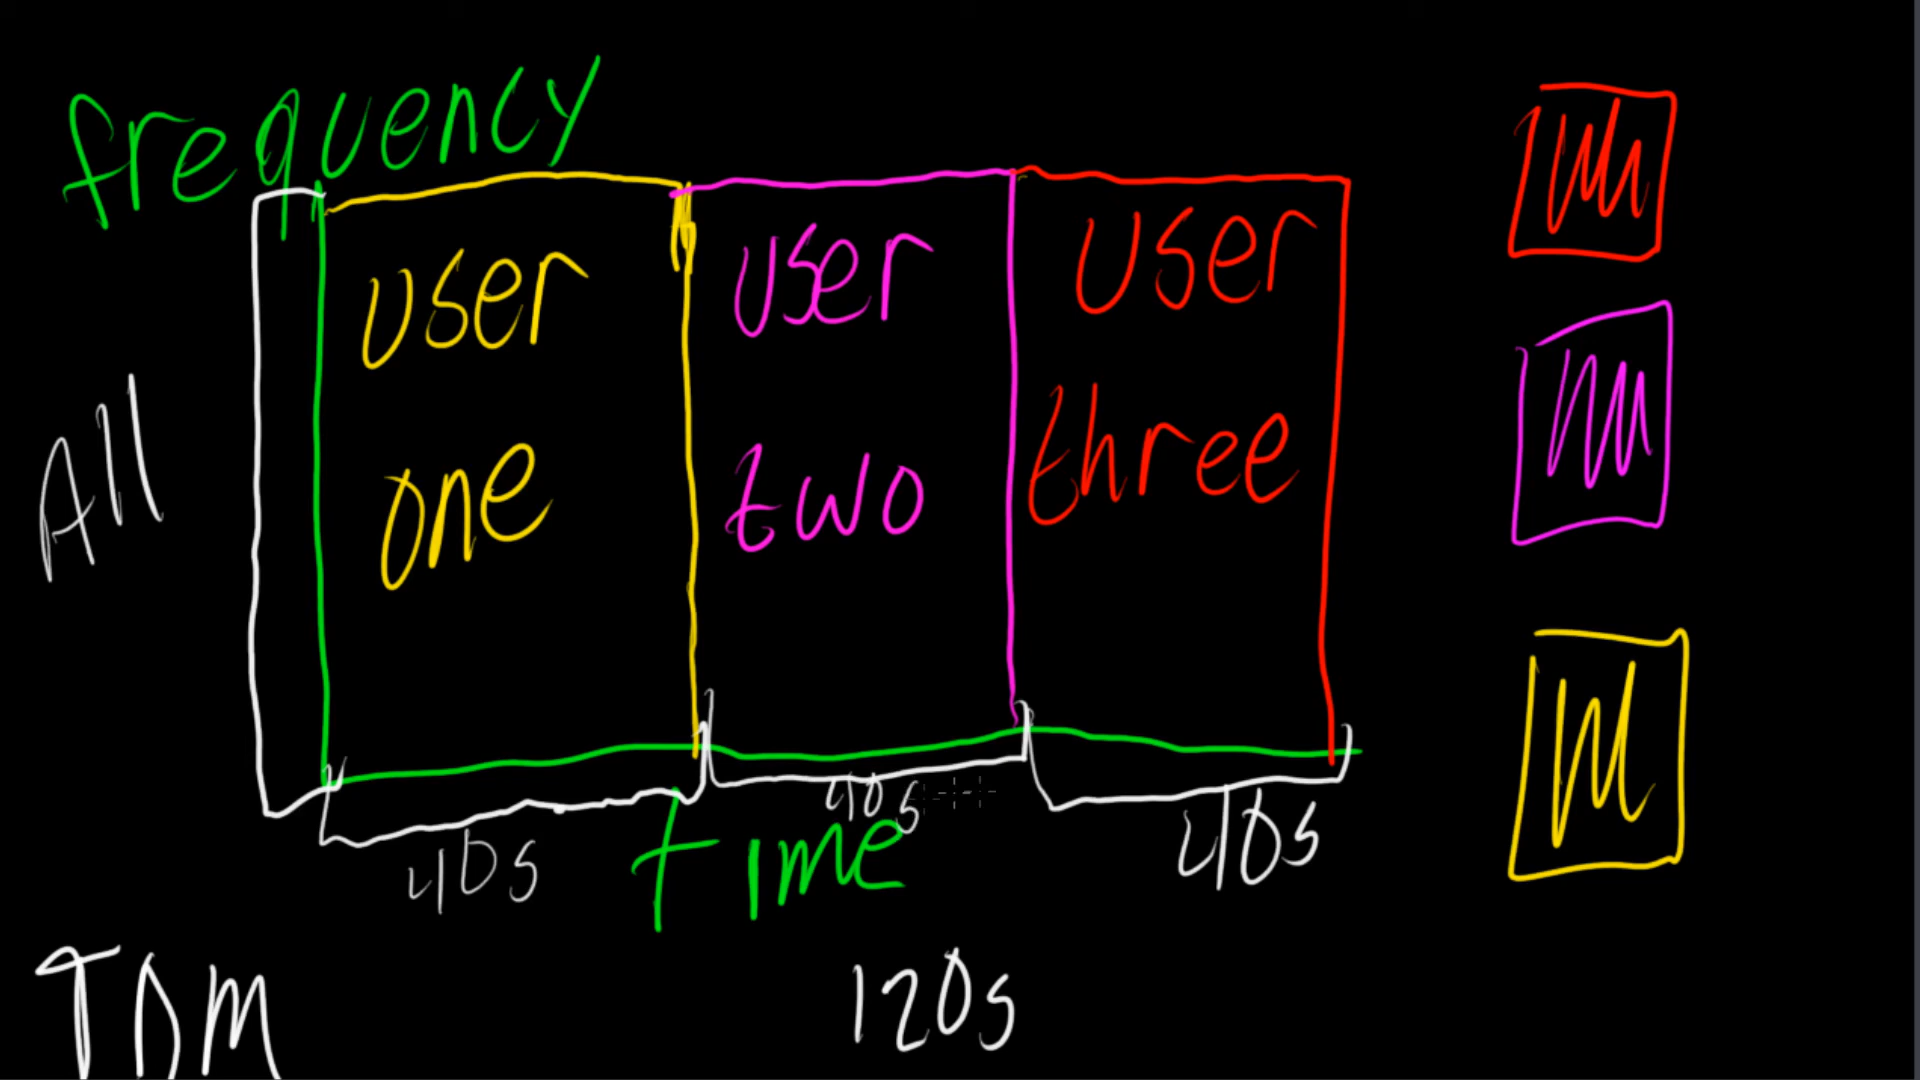 frequency
user
one
user
two
user
three
All
40s
40s
40s
time
TDM
120s